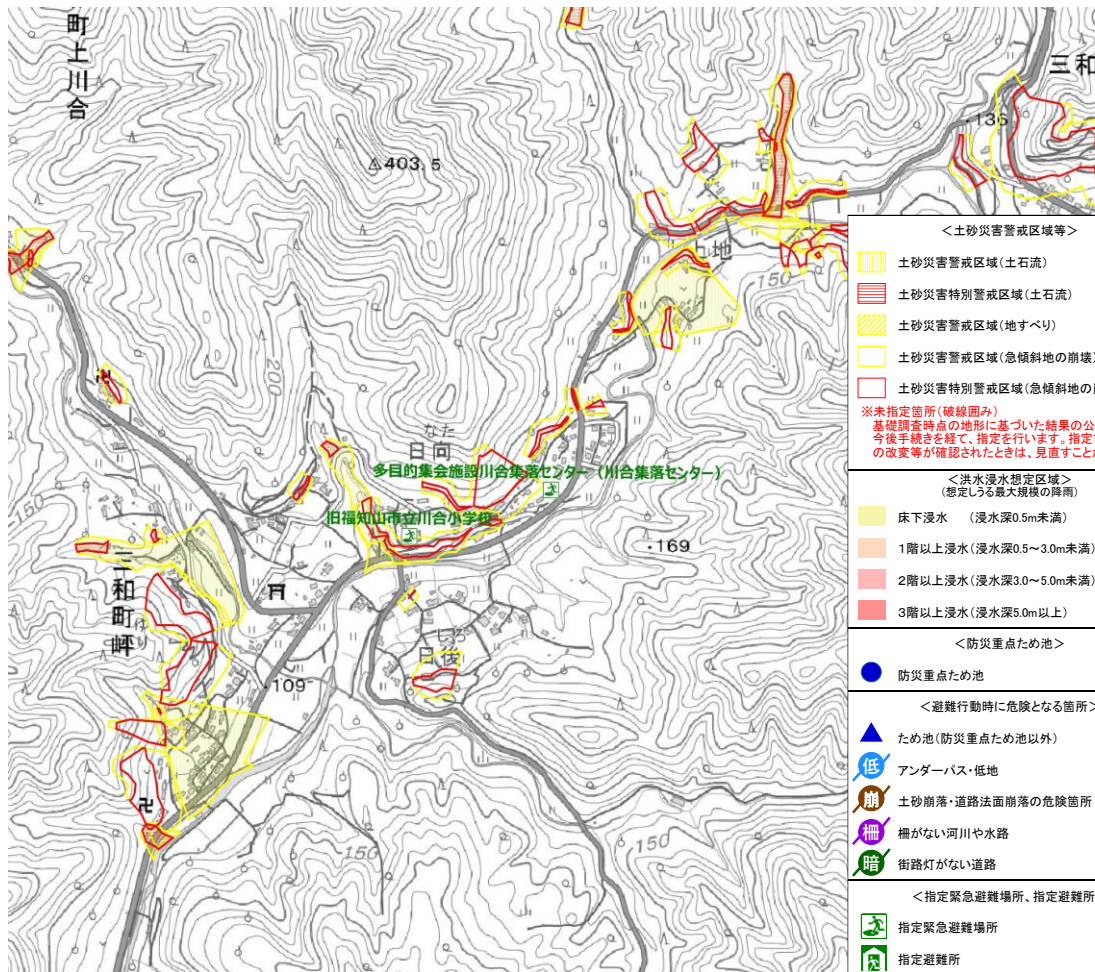 町上川合
三和
△403.5
・136
上地
150
200
150
なた
日向
多目的集会施設川合集落センター（川合集落センター）
旧福知山市立川合小学校
・169
三和町岼
ゆり
しろ
日後
・109
150
150
＜土砂災害警戒区域等＞
土砂災害警戒区域（土石流）
土砂災害特別警戒区域（土石流）
土砂災害警戒区域（地すべり）
土砂災害警戒区域（急傾斜地の崩壊）
土砂災害特別警戒区域（急傾斜地の
※未指定箇所（破線囲み）
基礎調査時点の地形に基づいた結果の公
今後手続きを経て、指定を行います。指定
の改変等が確認されたときは、見直すことが
＜洪水浸水想定区域＞
（想定しうる最大規模の降雨）
床下浸水　（浸水深0.5m未満）
1階以上浸水（浸水深0.5～3.0m未満）
2階以上浸水（浸水深3.0～5.0m未満）
3階以上浸水（浸水深5.0m以上）
＜防災重点ため池＞
防災重点ため池
＜避難行動時に危険となる箇所＞
ため池（防災重点ため池以外）
低 アンダーパス・低地
崩 土砂崩落・道路法面崩落の危険箇所
柵 柵がない河川や水路
暗 街路灯がない道路
＜指定緊急避難場所、指定避難所
指定緊急避難場所
指定避難所